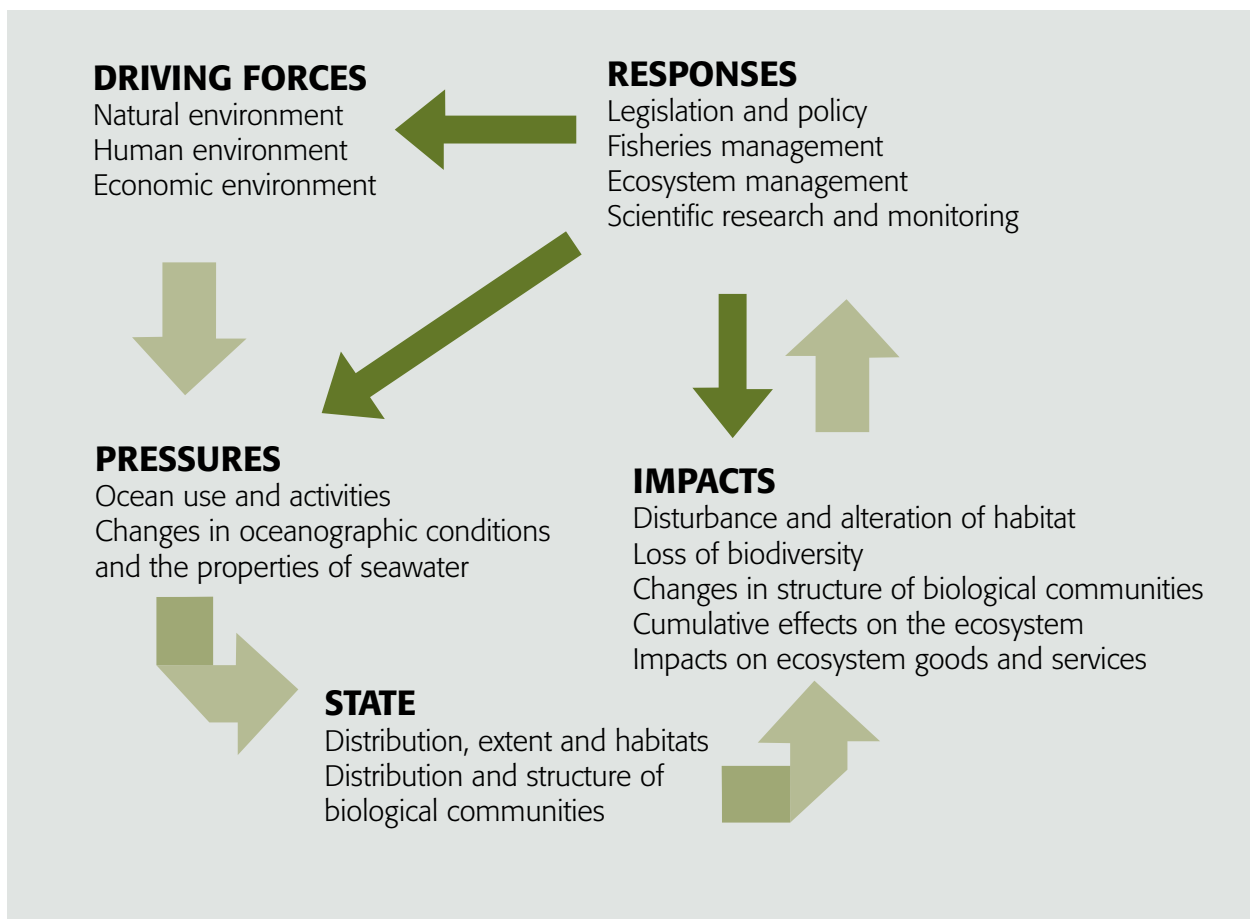 DRIVING FORCES
Natural environment
Human environment
Economic environment
RESPONSES
Legislation and policy
Fisheries management
Ecosystem management
Scientific research and monitoring
PRESSURES
Ocean use and activities
Changes in oceanographic conditions
and the properties of seawater
IMPACTS
Disturbance and alteration of habitat
Loss of biodiversity
Changes in structure of biological communities
Cumulative effects on the ecosystem
Impacts on ecosystem goods and services
STATE
Distribution, extent and habitats
Distribution and structure of
biological communities